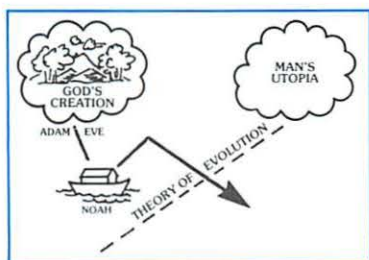 GOD'S
CREATION
ADAM EVE
NOAH
MAN'S
UTOPIA
THEORY OF EVOLUTION